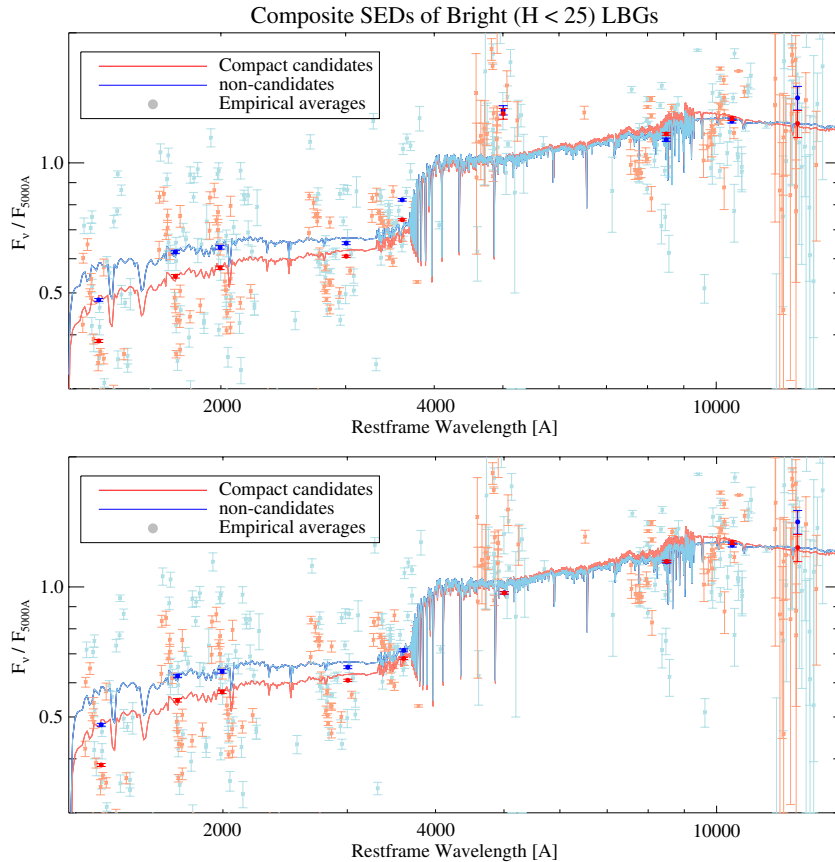 Composite SEDs of Bright (H < 25) LBGs
Compact candidates
non-candidates
Empirical averages
1.0
0.5
Fν / F5000A
2000
4000
10000
Restframe Wavelength [A]
Compact candidates
non-candidates
Empirical averages
1.0
0.5
Fν / F5000A
2000
4000
10000
Restframe Wavelength [A]